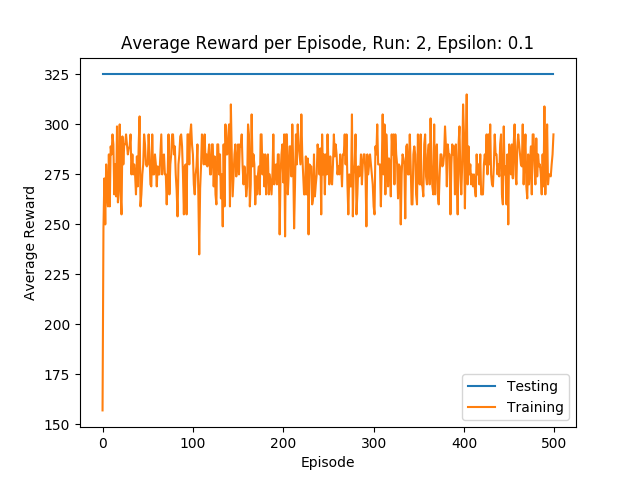 Average Reward per Episode, Run: 2, Epsilon: 0.1
325
300
275
250
225
200
175
150
Average Reward
0
100
200
300
400
500
Episode
Testing
Training